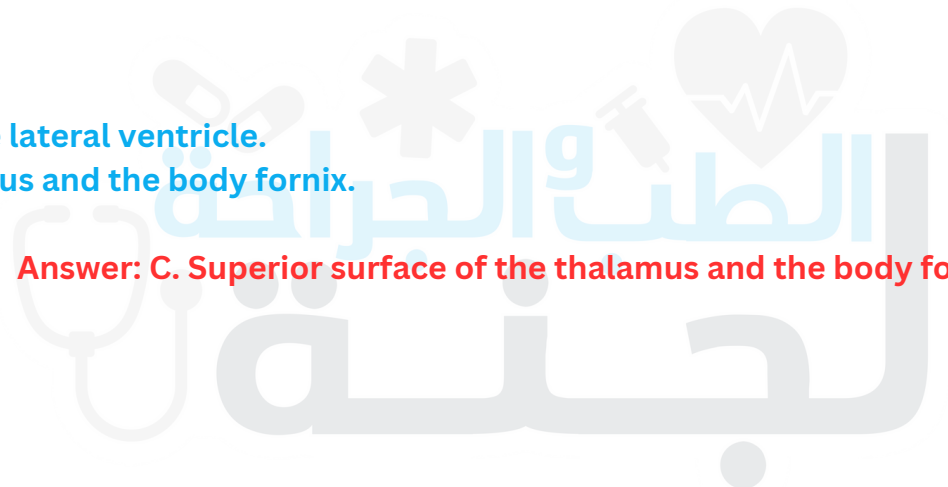 lateral ventricle.
us and the body fornix.
الطب والجراحة
Answer: C. Superior surface of the thalamus and the body fo
لجنة